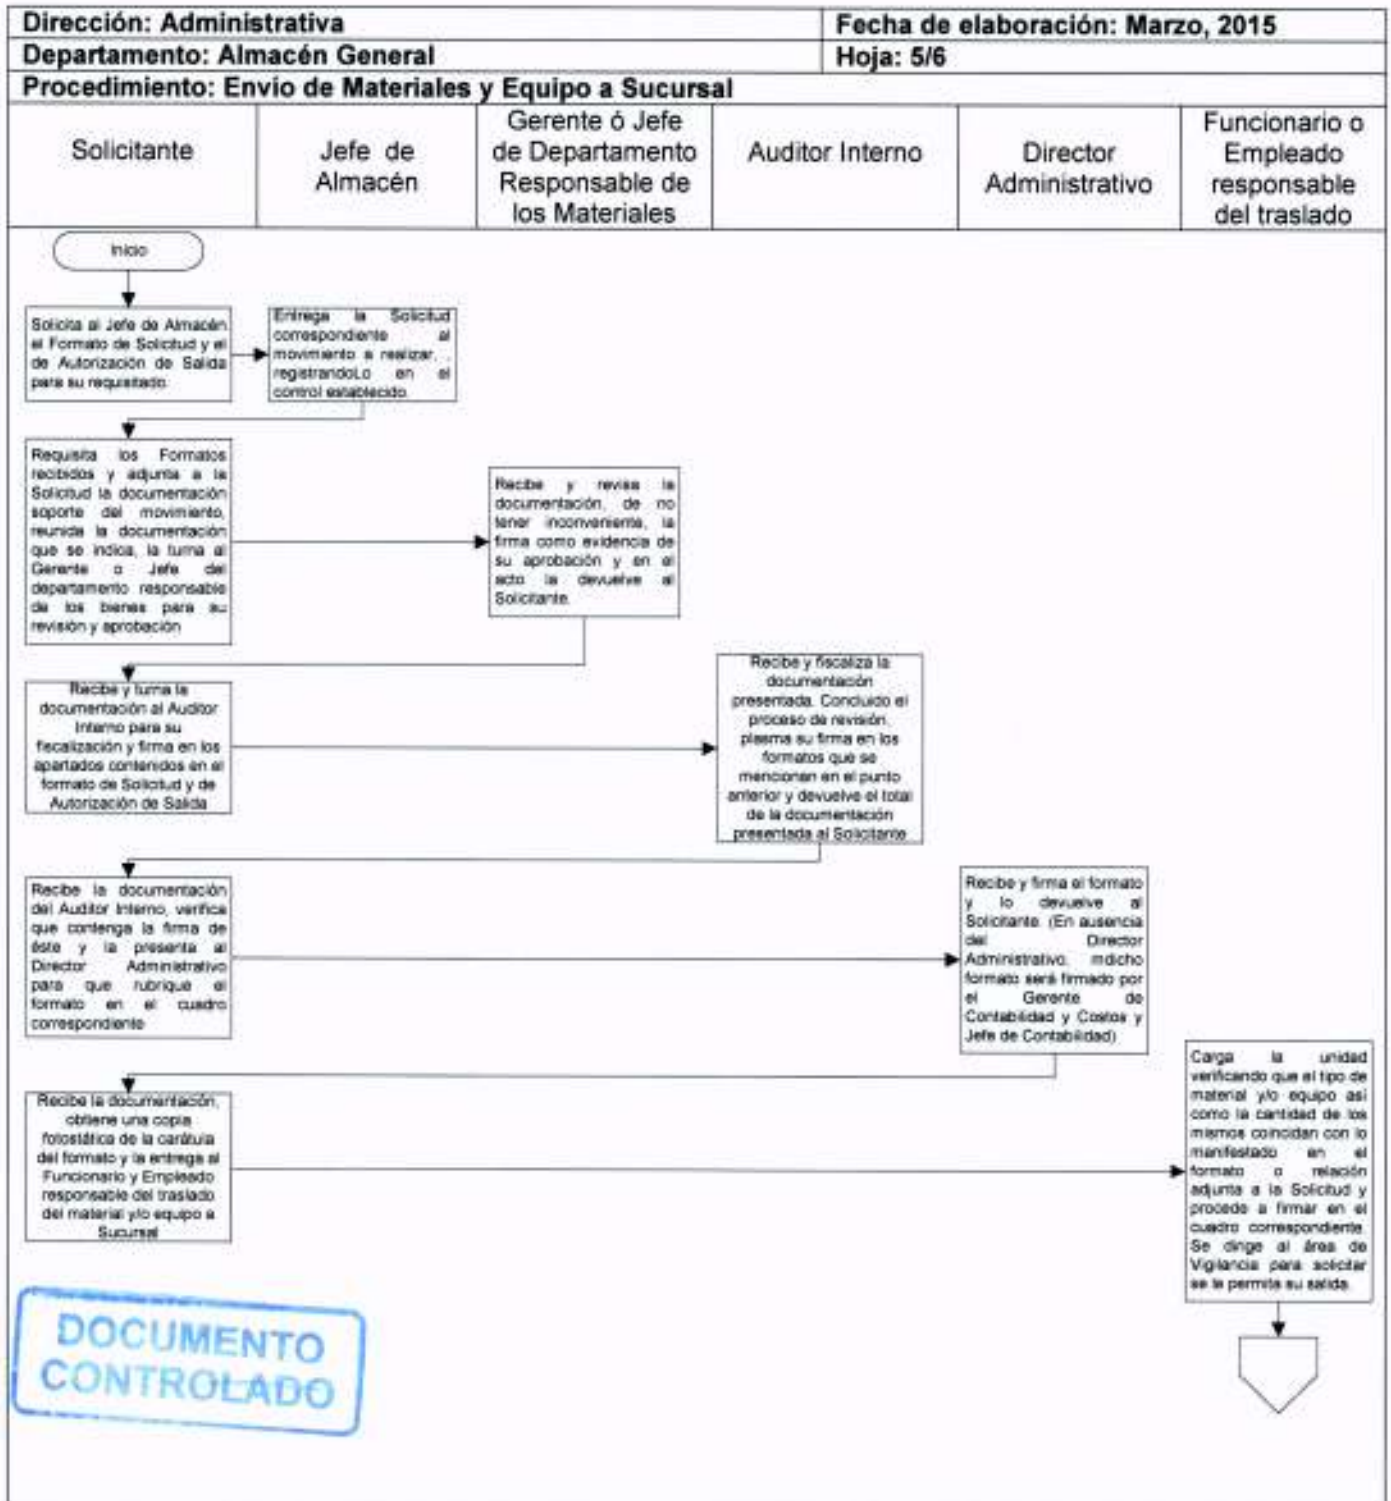 Dirección: Administrativa
Fecha de elaboración: Marzo, 2015
Departamento: Almacén General
Hoja: 5/6
Procedimiento: Envio de Materiales y Equipo a Sucursal
Solicitante
Jefe de
Almacén
Gerente ó Jefe
de Departamento
Responsable de
los Materiales
Auditor Interno
Director
Administrativo
Funcionario o
Empleado
responsable
del traslado
Inicio
Solicita al Jefe de Almacén
el Formato de Solicitud y el
de Autorización de Salida
para su requisitado.
Entrega la Solicitud
correspondiente al
movimiento a realizar, ,
registrandoLo en el
control establecido.
Requisita los Formatos
recibidos y adjunta a la
Solicitud la documentación
soporte del movimiento,
reunida la documentación
que se indica, la turna al
Gerente o Jefe del
departamento responsable
de los bienes para su
revisión y aprobación
Recibe y revisa la
documentación, de no
tener inconveniente, la
firma como evidencia de
su aprobación y en el
acto la devuelve al
Solicitante.
Recibe y turna la
documentación al Auditor
Interno para su
fiscalización y firma en los
apartados contenidos en el
formato de Solicitud y de
Autorización de Salida
Recibe y fiscaliza la
documentación
presentada. Concluido el
proceso de revisión,
plasma su firma en los
formatos que se
mencionan en el punto
anterior y devuelve el total
de la documentación
presentada al Solicitante
Recibe la documentación
del Auditor Interno, verifica
que contenga la firma de
éste y la presenta al
Director Administrativo
para que rubrique el
formato en el cuadro
correspondiente
Recibe y firma el formato
y lo devuelve al
Solicitante. (En ausencia
del Director
Administrativo, mdicho
formato será firmado por
el Gerente de
Contabilidad y Costos y
Jefe de Contabilidad)
Recibe la documentación,
obtiene una copia
fotostática de la carátula
del formato y la entrega al
Funcionario y Empleado
responsable del traslado
del material y/o equipo a
Sucursal
Carga la unidad
verificando que el tipo de
material y/o equipo así
como la cantidad de los
mismos coincidan con lo
manifestado en el
formato o relación
adjunta a la Solicitud y
procede a firmar en el
cuadro correspondiente.
Se dirige al área de
Vigilancia para solicitar
se le permita su salida.
DOCUMENTO
CONTROLADO